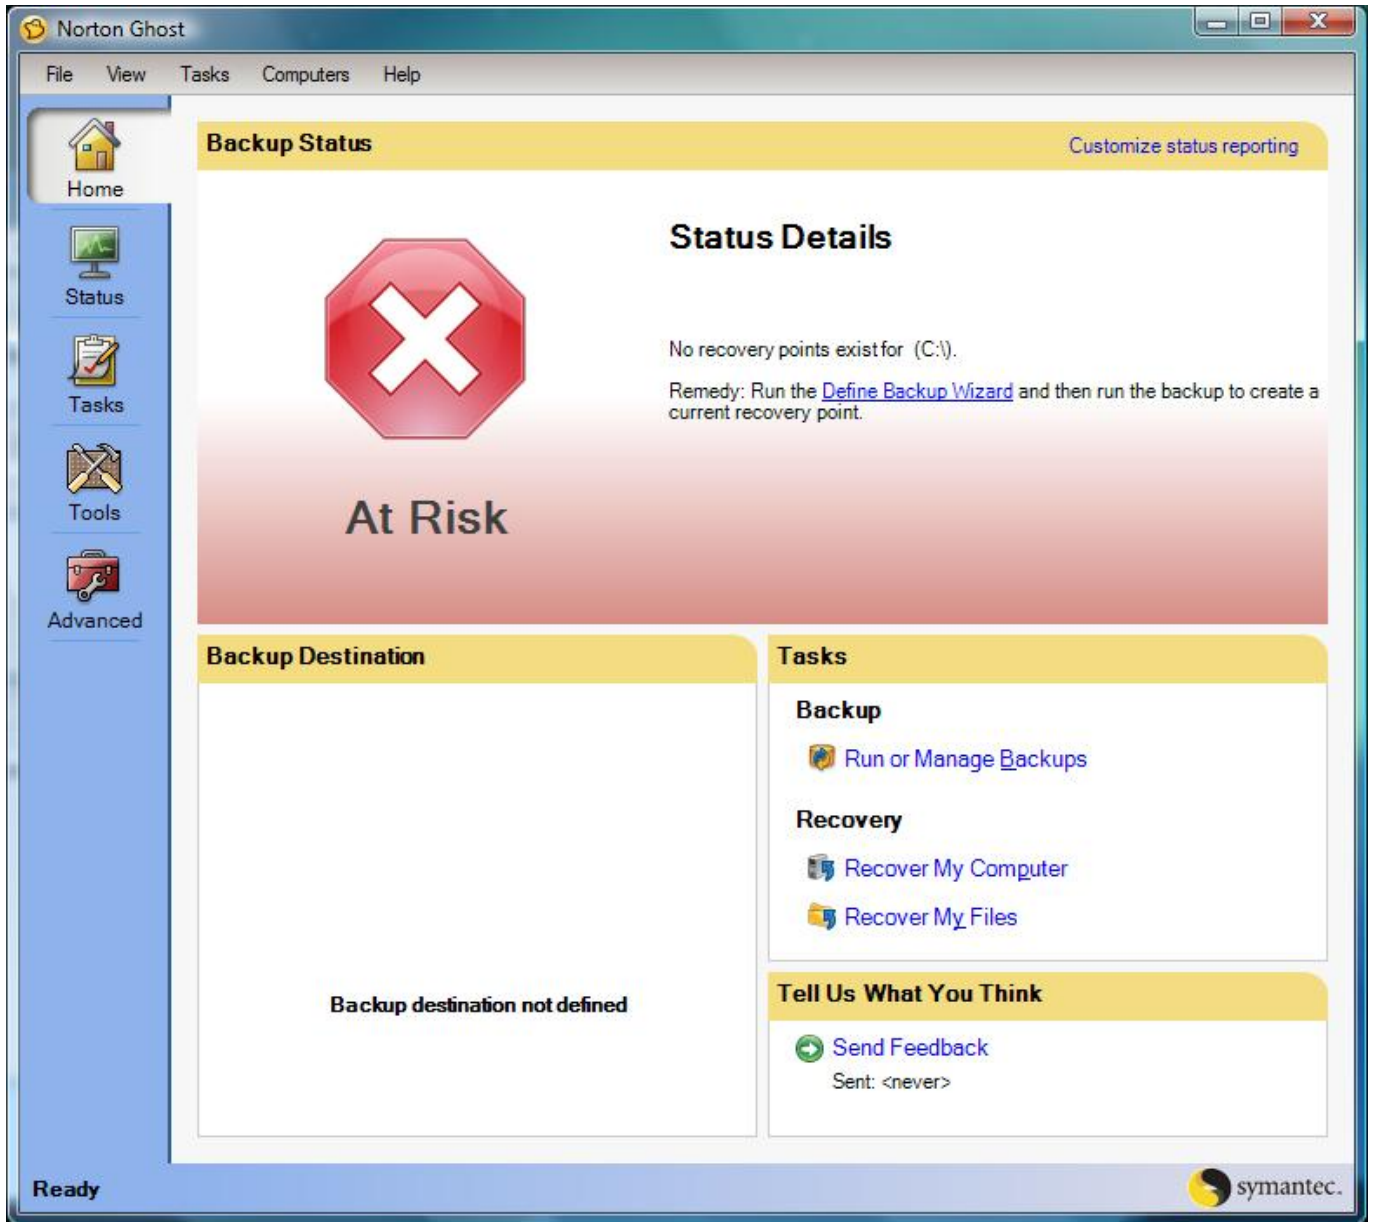 Norton Ghost
File View Tasks Computers Help
Home
Status
Tasks
Tools
Advanced
Backup Status
Customize status reporting
Status Details
No recovery points exist for (C:\).
Remedy: Run the Define Backup Wizard and then run the backup to create a
current recovery point.
At Risk
Backup Destination
Backup destination not defined
Tasks
Backup
Run or Manage Backups
Recovery
Recover My Computer
Recover My Files
Tell Us What You Think
Send Feedback
Sent: <never>
Ready
symantec.